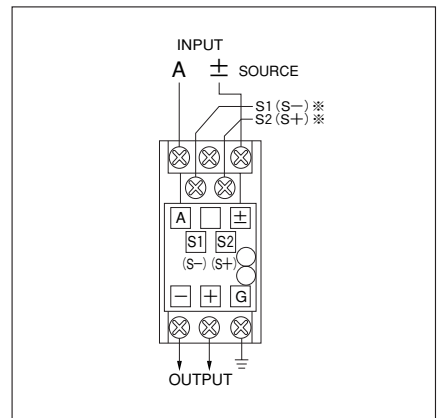 INPUT
A ± SOURCE
S1 (S−) ※
S2 (S+) ※
A ±
S1 S2
(S−) (S+)
− + G
OUTPUT